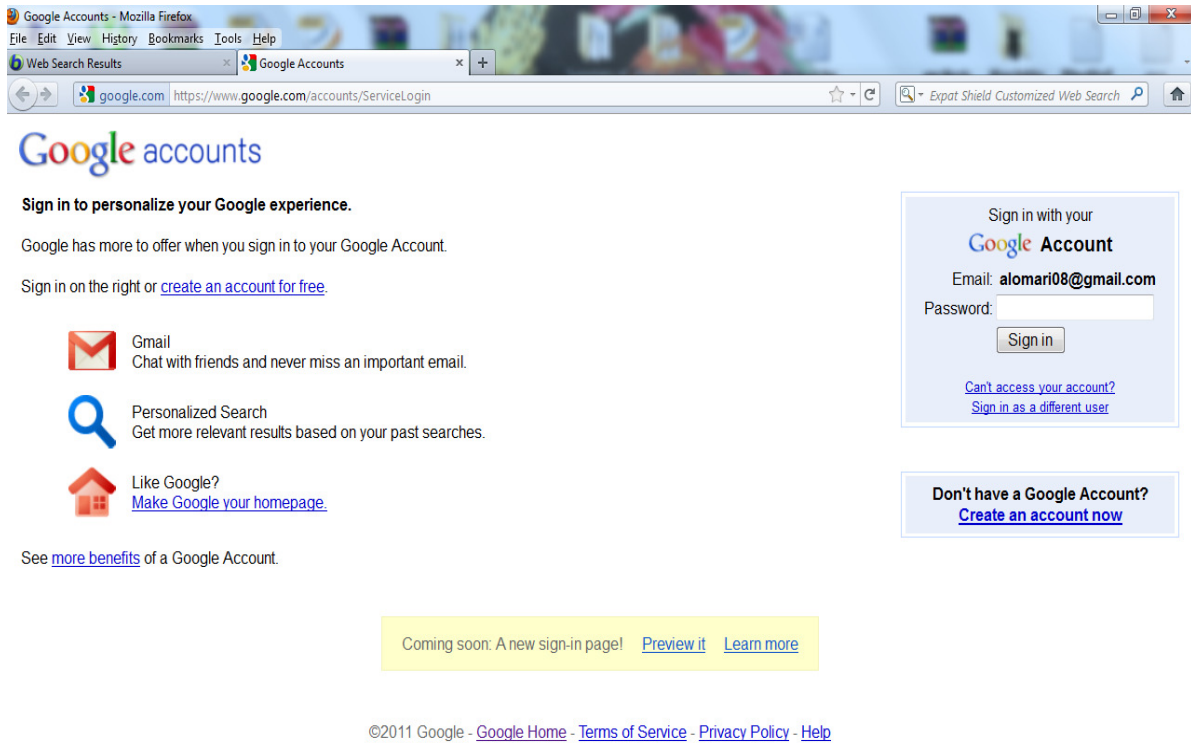 Google Accounts - Mozilla Firefox
File Edit View History Bookmarks Tools Help
Web Search Results
Google Accounts
google.com https://www.google.com/accounts/ServiceLogin
Expat Shield Customized Web Search
Google accounts
Sign in to personalize your Google experience.
Google has more to offer when you sign in to your Google Account.
Sign in on the right or create an account for free.
Gmail
Chat with friends and never miss an important email.
Personalized Search
Get more relevant results based on your past searches.
Like Google?
Make Google your homepage.
See more benefits of a Google Account.
Sign in with your
Google Account
Email: alomari08@gmail.com
Password:
Sign in
Can't access your account?
Sign in as a different user
Don't have a Google Account?
Create an account now
Coming soon: A new sign-in page! Preview it Learn more
©2011 Google - Google Home - Terms of Service - Privacy Policy - Help